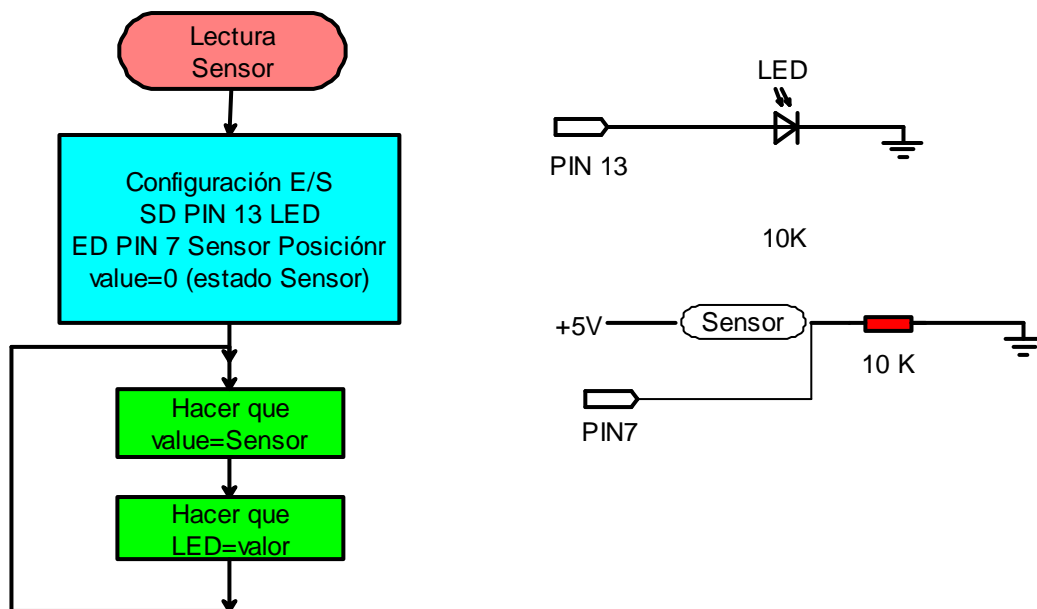 Lectura
Sensor
Configuración E/S
SD PIN 13 LED
ED PIN 7 Sensor Posiciónr
value=0 (estado Sensor)
Hacer que
value=Sensor
Hacer que
LED=valor
LED
PIN 13
10K
+5V
Sensor
10 K
PIN7